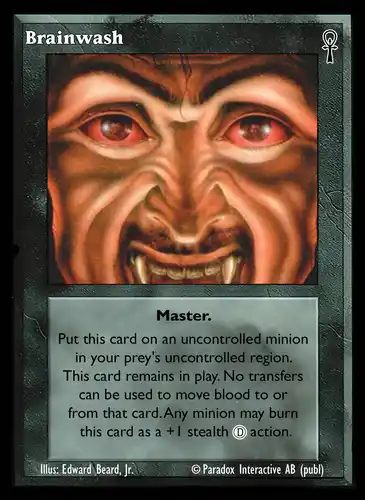 Brainwash
Master.
Put this card on an uncontrolled minion
in your prey's uncontrolled region.
This card remains in play. No transfers
can be used to move blood to or
from that card. Any minion may burn
this card as a +1 stealth Ⓓ action.
Illus: Edward Beard, Jr. © Paradox Interactive AB (publ)